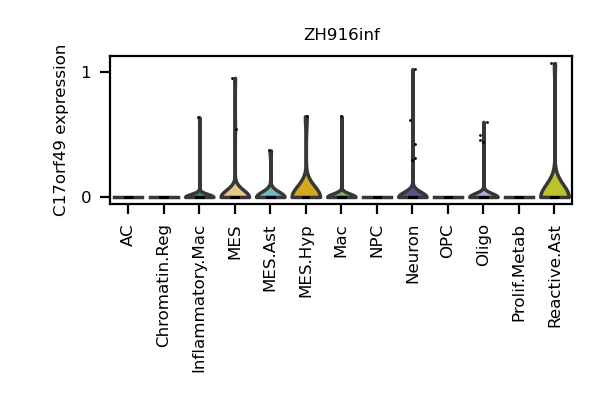 ZH916inf
C17orf49 expression
1
0
AC
Chromatin.Reg
Inflammatory.Mac
MES
MES.Ast
MES.Hyp
Mac
NPC
Neuron
OPC
Oligo
Prolif.Metab
Reactive.Ast